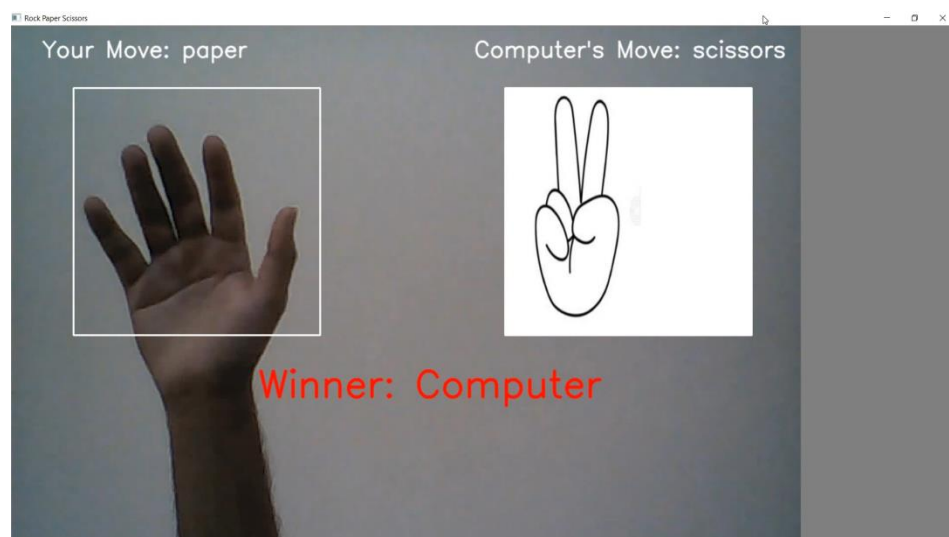 Rock Paper Scissors
Your Move: paper
Computer's Move: scissors
Winner: Computer